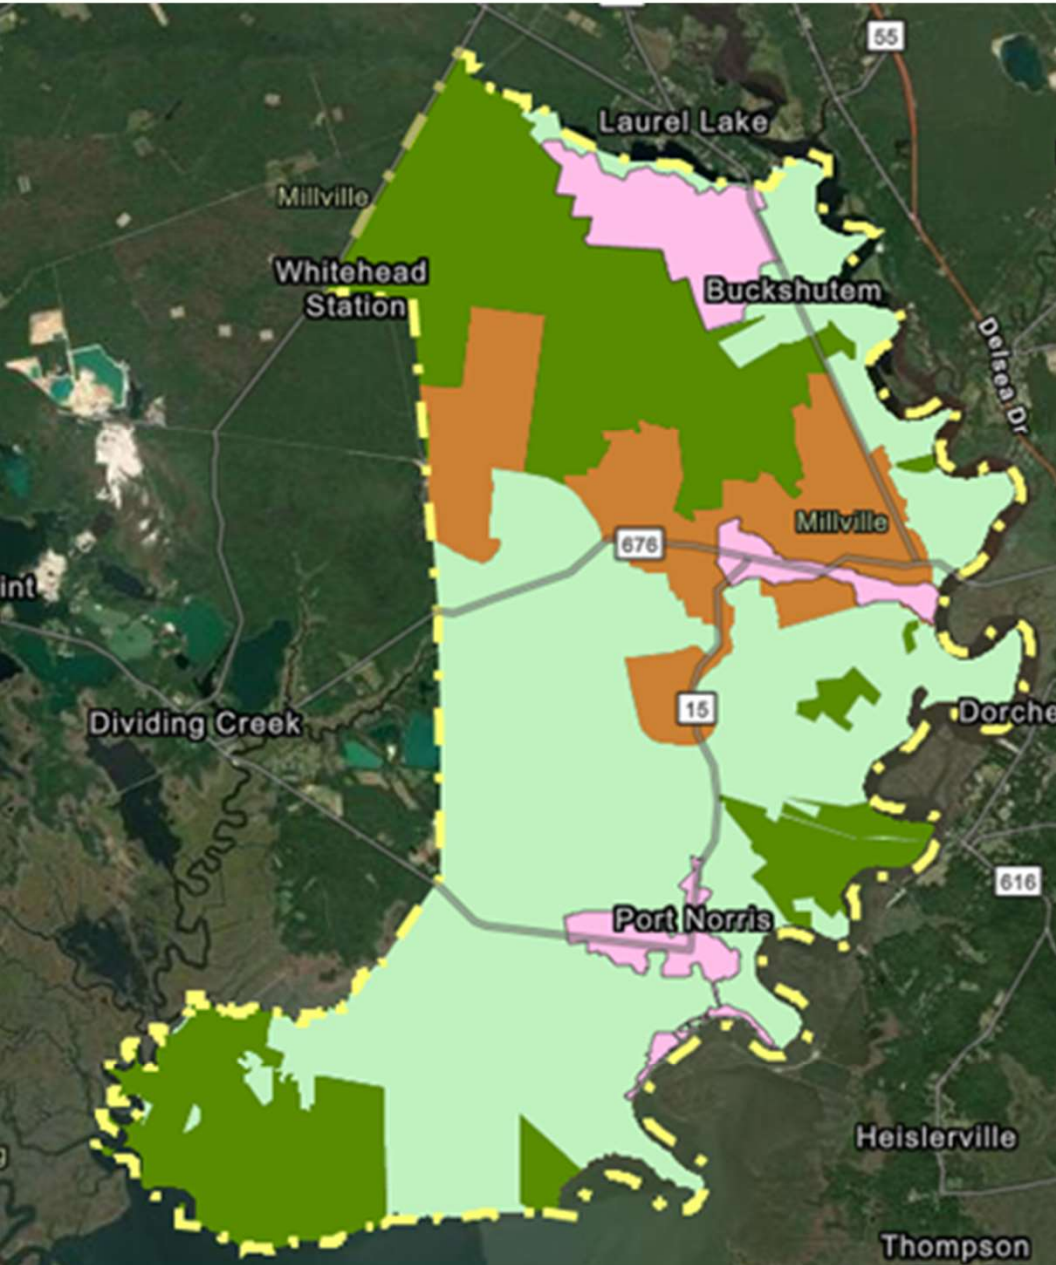 55
Laurel Lake
Millville
Whitehead
Station
Buckshutem
Delsea Dr
Millville
676
int
15
Dividing Creek
Dorche
616
Port Norris
Heislerville
Thompson